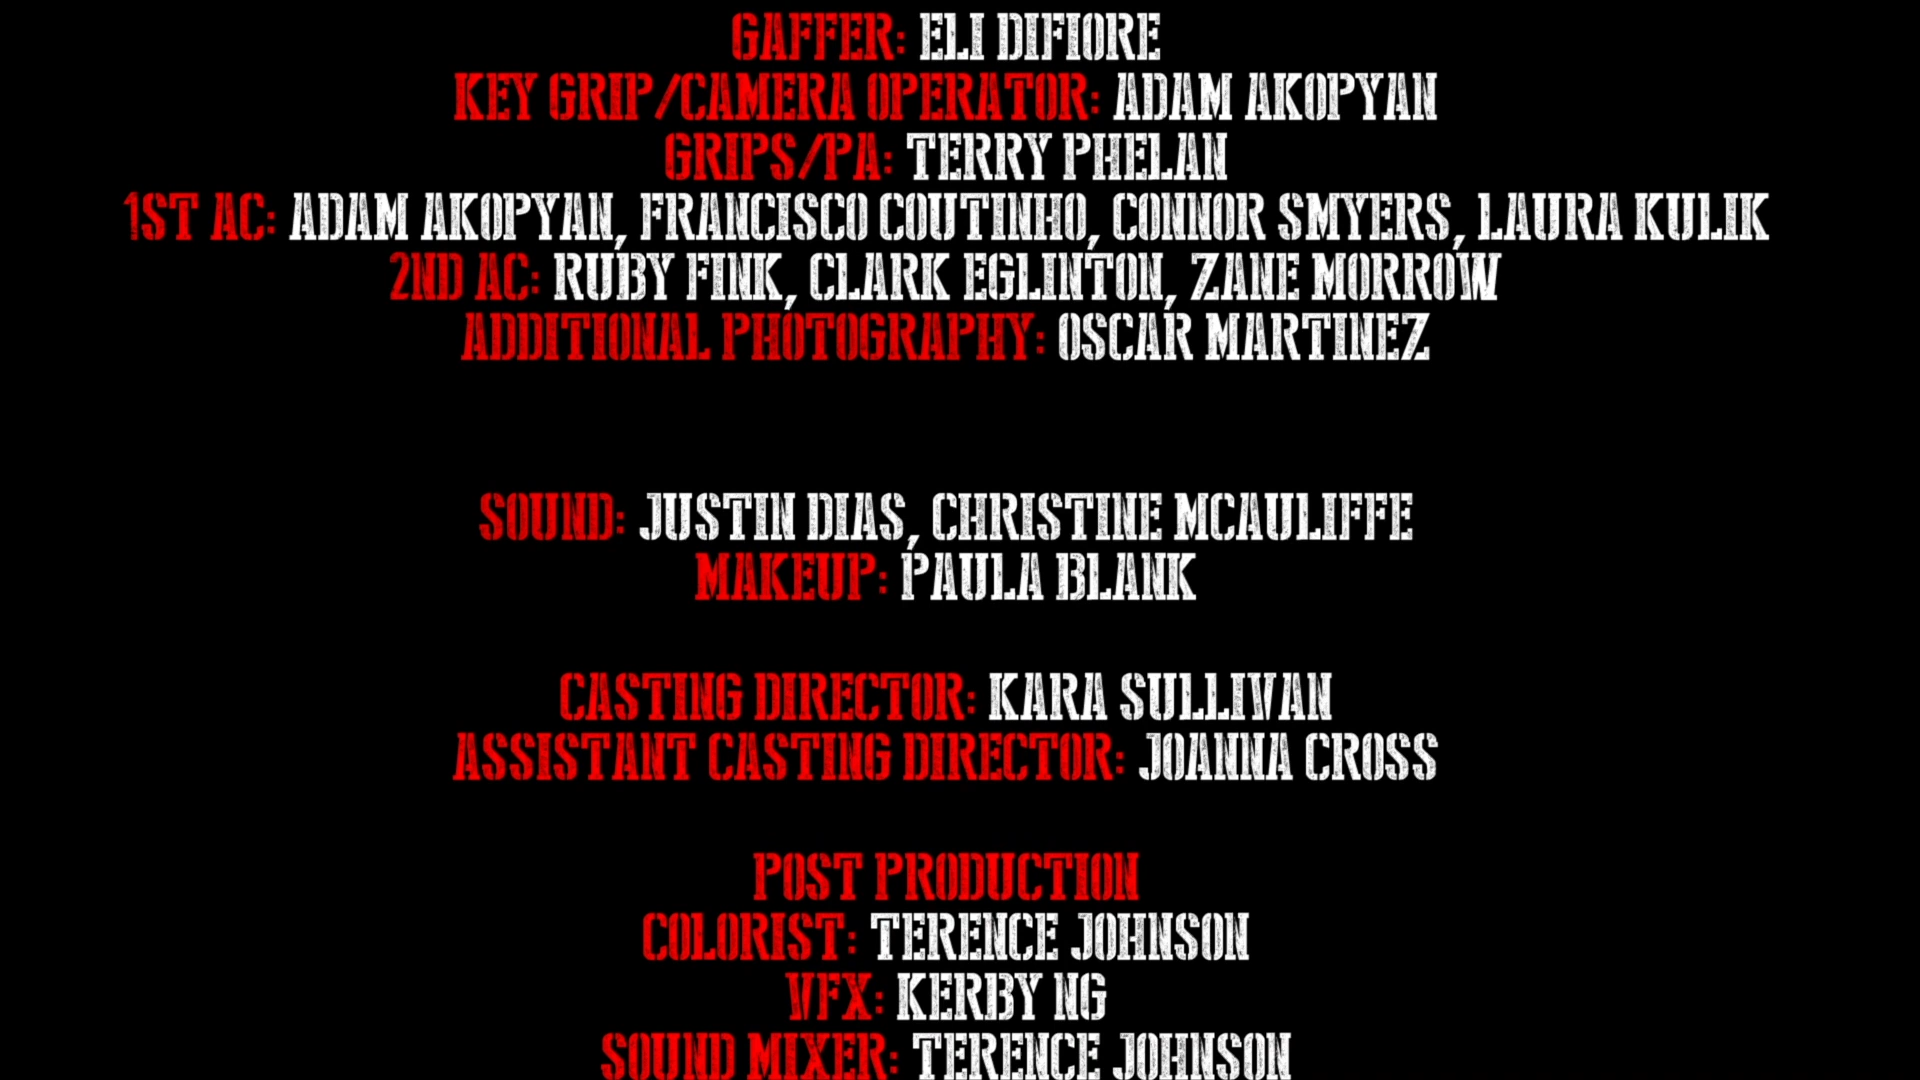 GAFFER: ELI DIFIORE
KEY GRIP/CAMERA OPERATOR: ADAM AKOPYAN
GRIPS/PA: TERRY PHELAN
1ST AC: ADAM AKOPYAN, FRANCISCO COUTINHO, CONNOR SMYERS, LAURA KULIK
2ND AC: RUBY FINK, CLARK EGLINTON, ZANE MORROW
ADDITIONAL PHOTOGRAPHY: OSCAR MARTINEZ
SOUND: JUSTIN DIAS, CHRISTINE MCAULIFFE
MAKEUP: PAULA BLANK
CASTING DIRECTOR: KARA SULLIVAN
ASSISTANT CASTING DIRECTOR: JOANNA CROSS
POST PRODUCTION
COLORIST: TERENCE JOHNSON
VFX: KERBY NG
SOUND MIXER: TERENCE JOHNSON